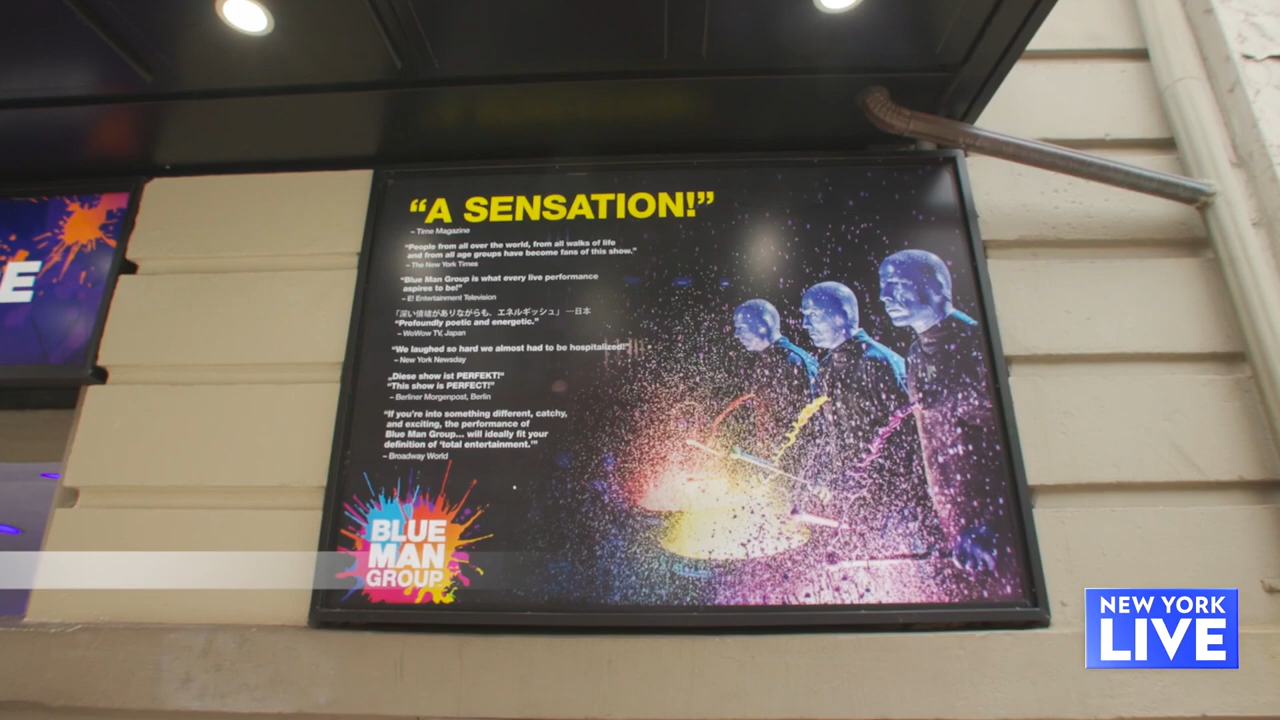 E
“A SENSATION!”
– Time Magazine
“People from all over the world, from all walks of life
and from all age groups have become fans of this show.”
– The New York Times
“Blue Man Group is what every live performance
aspires to be!”
– E! Entertainment Television
「深い情緒がありながらも、エネルギッシュ」 —日本
“Profoundly poetic and energetic.”
– WoWow TV, Japan
“We laughed so hard we almost had to be hospitalized!”
– New York Newsday
„Diese show ist PERFEKT!“
“This show is PERFECT!”
– Berliner Morgenpost, Berlin
“If you’re into something different, catchy,
and exciting, the performance of
Blue Man Group... will ideally fit your
definition of ‘total entertainment.’”
– Broadway World
BLUE
MAN
GROUP
NEW YORK
LIVE